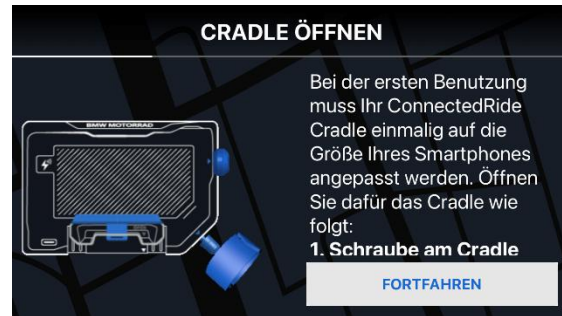 CRADLE ÖFFNEN
BMW MOTORRAD
Bei der ersten Benutzung
muss Ihr ConnectedRide
Cradle einmalig auf die
Größe Ihres Smartphones
angepasst werden. Öffnen
Sie dafür das Cradle wie
folgt:
1. Schraube am Cradle
FORTFAHREN